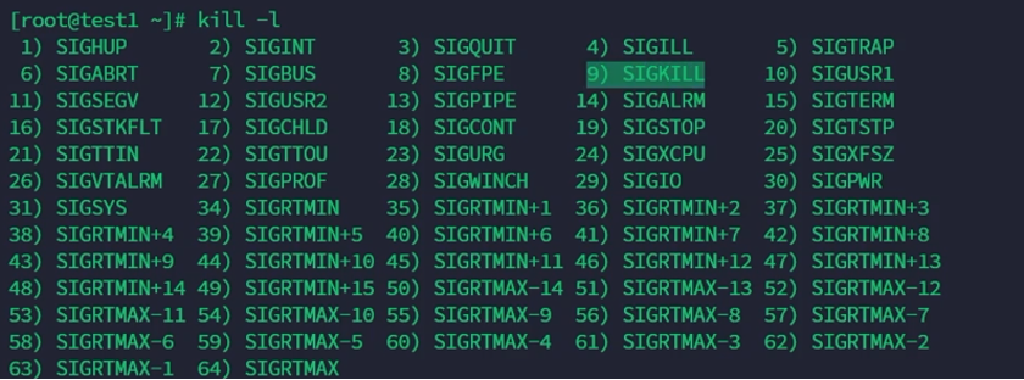 [root@test1 ~]# kill -l
 1) SIGHUP       2) SIGINT       3) SIGQUIT      4) SIGILL       5) SIGTRAP
 6) SIGABRT      7) SIGBUS       8) SIGFPE       9) SIGKILL     10) SIGUSR1
11) SIGSEGV     12) SIGUSR2     13) SIGPIPE     14) SIGALRM     15) SIGTERM
16) SIGSTKFLT   17) SIGCHLD     18) SIGCONT     19) SIGSTOP     20) SIGTSTP
21) SIGTTIN     22) SIGTTOU     23) SIGURG      24) SIGXCPU     25) SIGXFSZ
26) SIGVTALRM   27) SIGPROF     28) SIGWINCH    29) SIGIO       30) SIGPWR
31) SIGSYS      34) SIGRTMIN    35) SIGRTMIN+1  36) SIGRTMIN+2  37) SIGRTMIN+3
38) SIGRTMIN+4  39) SIGRTMIN+5  40) SIGRTMIN+6  41) SIGRTMIN+7  42) SIGRTMIN+8
43) SIGRTMIN+9  44) SIGRTMIN+10 45) SIGRTMIN+11 46) SIGRTMIN+12 47) SIGRTMIN+13
48) SIGRTMIN+14 49) SIGRTMIN+15 50) SIGRTMAX-14 51) SIGRTMAX-13 52) SIGRTMAX-12
53) SIGRTMAX-11 54) SIGRTMAX-10 55) SIGRTMAX-9  56) SIGRTMAX-8  57) SIGRTMAX-7
58) SIGRTMAX-6  59) SIGRTMAX-5  60) SIGRTMAX-4  61) SIGRTMAX-3  62) SIGRTMAX-2
63) SIGRTMAX-1  64) SIGRTMAX